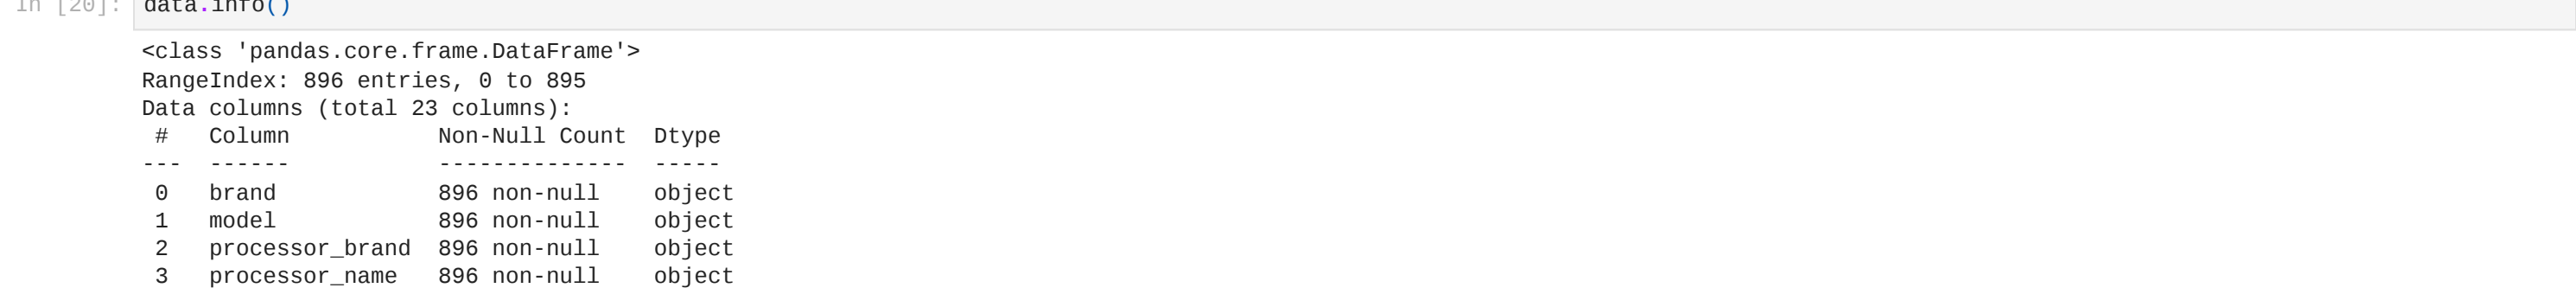 In [20]: data.info()
<class 'pandas.core.frame.DataFrame'>
RangeIndex: 896 entries, 0 to 895
Data columns (total 23 columns):
 #   Column           Non-Null Count  Dtype
---  ------           --------------  -----
 0   brand            896 non-null    object
 1   model            896 non-null    object
 2   processor_brand  896 non-null    object
 3   processor_name   896 non-null    object